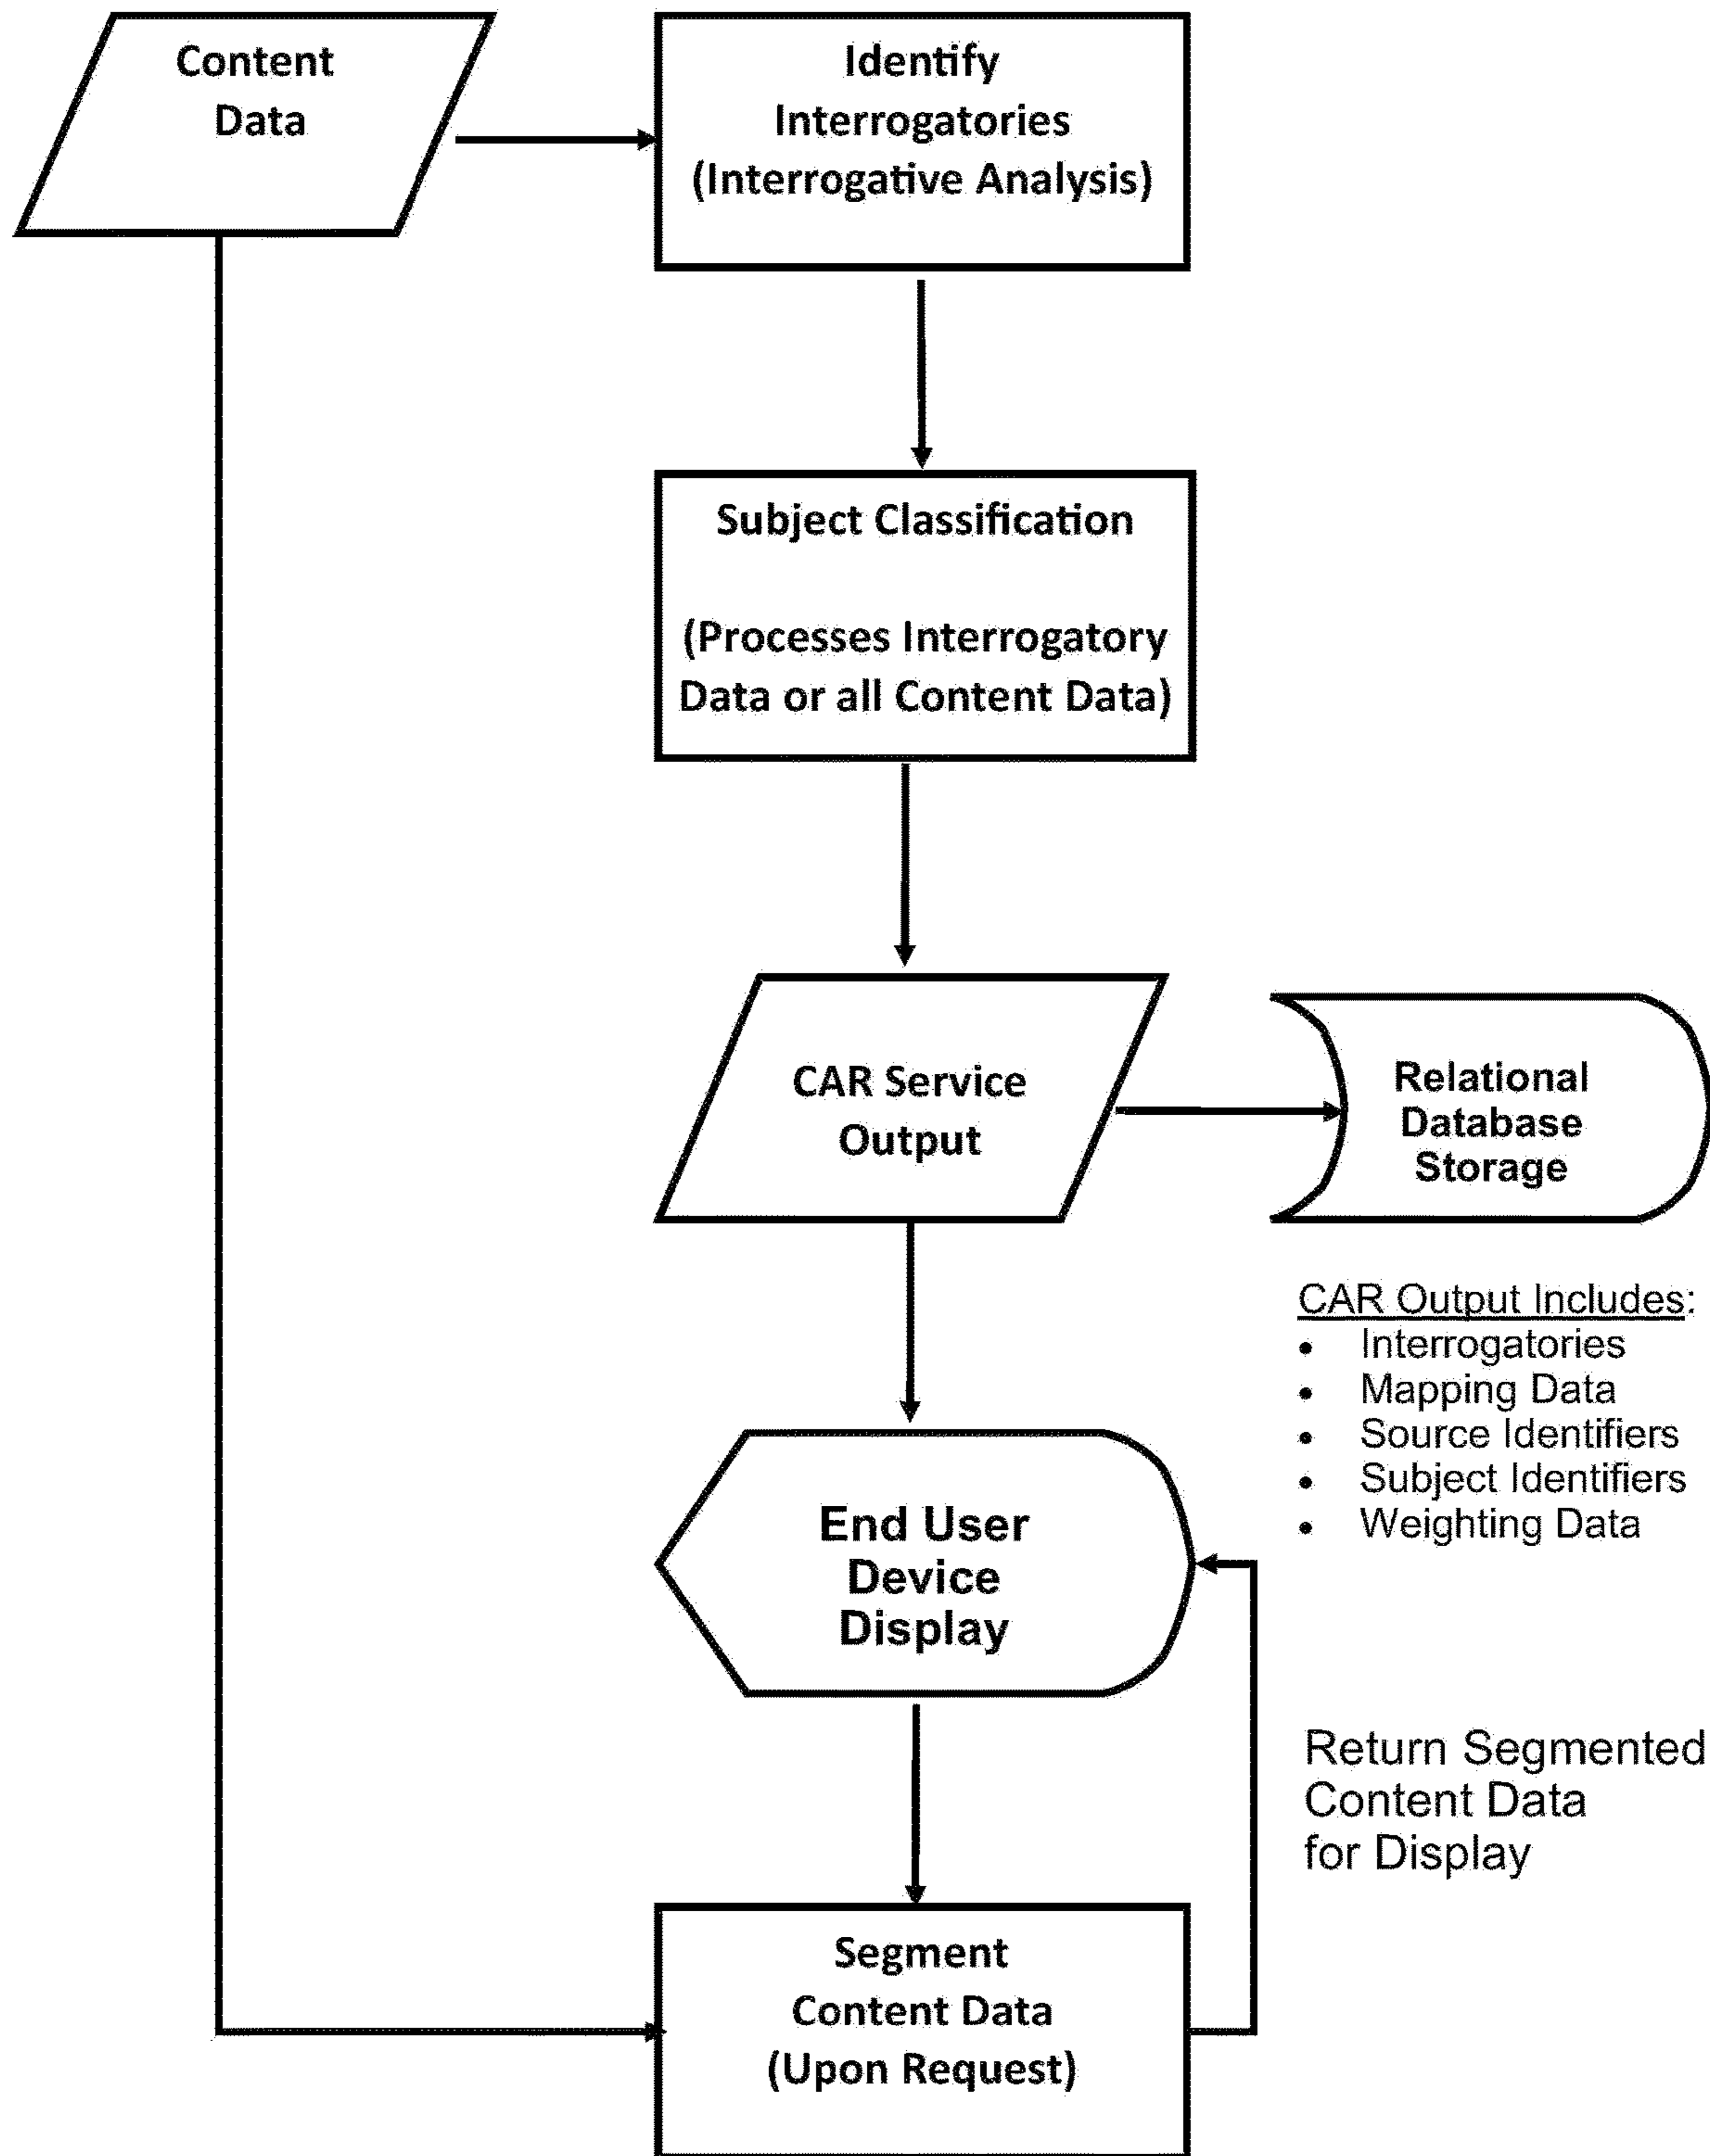 Content
Data
Identify
Interrogatories
(Interrogative Analysis)
Subject Classification
(Processes Interrogatory
Data or all Content Data)
CAR Service
Output
Relational
Database
Storage
CAR Output Includes:
• Interrogatories
• Mapping Data
• Source Identifiers
• Subject Identifiers
• Weighting Data
End User
Device
Display
Return Segmented
Content Data
for Display
Segment
Content Data
(Upon Request)